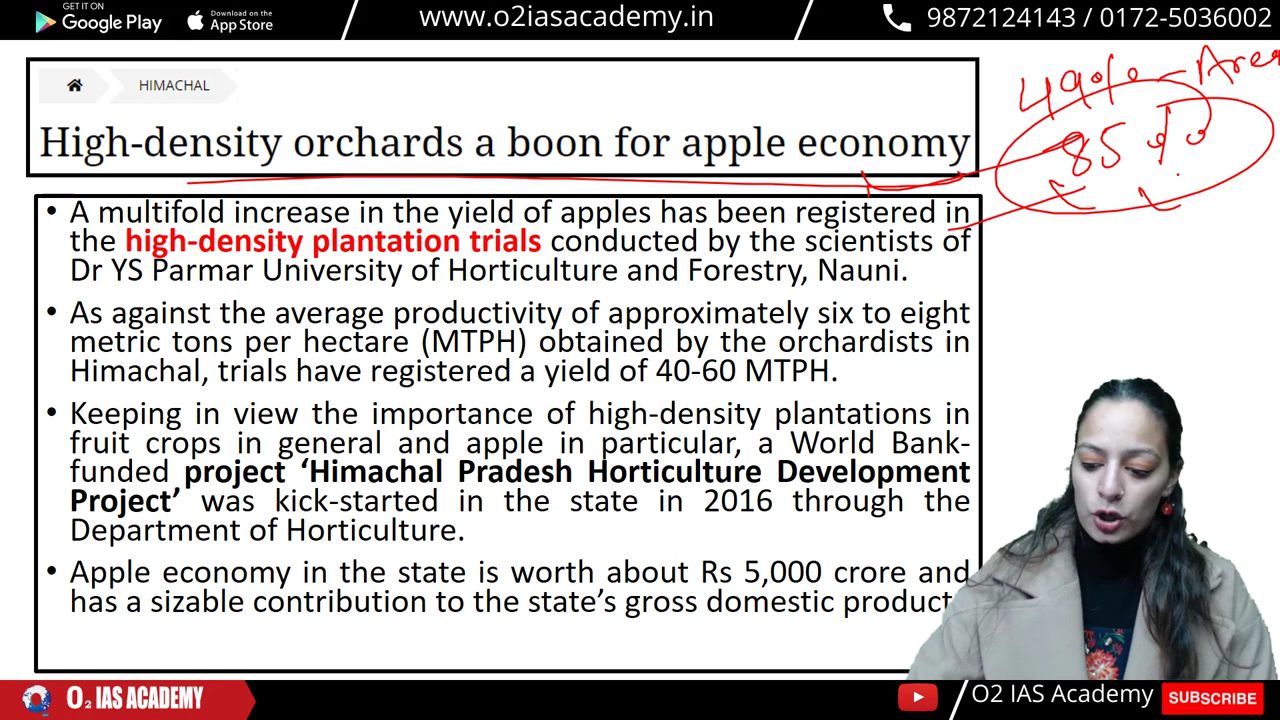 GET IT ON
Google Play
Download on the
App Store
www.o2iasacademy.in
9872124143 / 0172-5036002
HIMACHAL
49% - Area
85%
High-density orchards a boon for apple economy
• A multifold increase in the yield of apples has been registered in
the high-density plantation trials conducted by the scientists of
Dr YS Parmar University of Horticulture and Forestry, Nauni.
• As against the average productivity of approximately six to eight
metric tons per hectare (MTPH) obtained by the orchardists in
Himachal, trials have registered a yield of 40-60 MTPH.
• Keeping in view the importance of high-density plantations in
fruit crops in general and apple in particular, a World Bank-
funded project ‘Himachal Pradesh Horticulture Development
Project’ was kick-started in the state in 2016 through the
Department of Horticulture.
• Apple economy in the state is worth about Rs 5,000 crore and
has a sizable contribution to the state’s gross domestic product.
O2 IAS ACADEMY
O2 IAS Academy
SUBSCRIBE